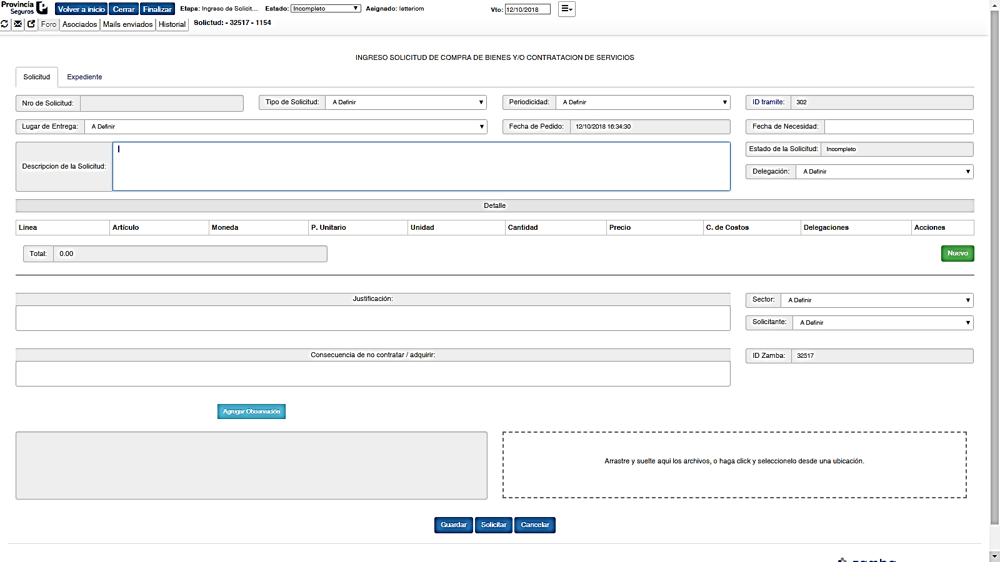 Provincia Seguros
Volver a inicio Cerrar Finalizar Etapa: Ingreso de Solicit... Estado: Incompleto Asignado: letteriom Vto: 12/10/2018
Foro Asociados Mails enviados Historial Solictud: - 32517 - 1154
INGRESO SOLICITUD DE COMPRA DE BIENES Y/O CONTRATACION DE SERVICIOS
Solicitud Expediente
Nro de Solicitud: Tipo de Solicitud: A Definir Periodicidad: A Definir ID tramite: 302
Lugar de Entrega: A Definir Fecha de Pedido: 12/10/2018 16:34:30 Fecha de Necesidad:
Descripcion de la Solicitud: Estado de la Solicitud: Incompleto
Delegación: A Definir
Detalle
Linea Artículo Moneda P. Unitario Unidad Cantidad Precio C. de Costos Delegaciones Acciones
Total: 0.00 Nuevo
Justificación: Sector: A Definir
Solicitante: A Definir
Consecuencia de no contratar / adquirir: ID Zamba: 32517
Agregar Observación
Arrastre y suelte aqui los archivos, o haga click y seleccionelo desde una ubicación.
Guardar Solicitar Cancelar